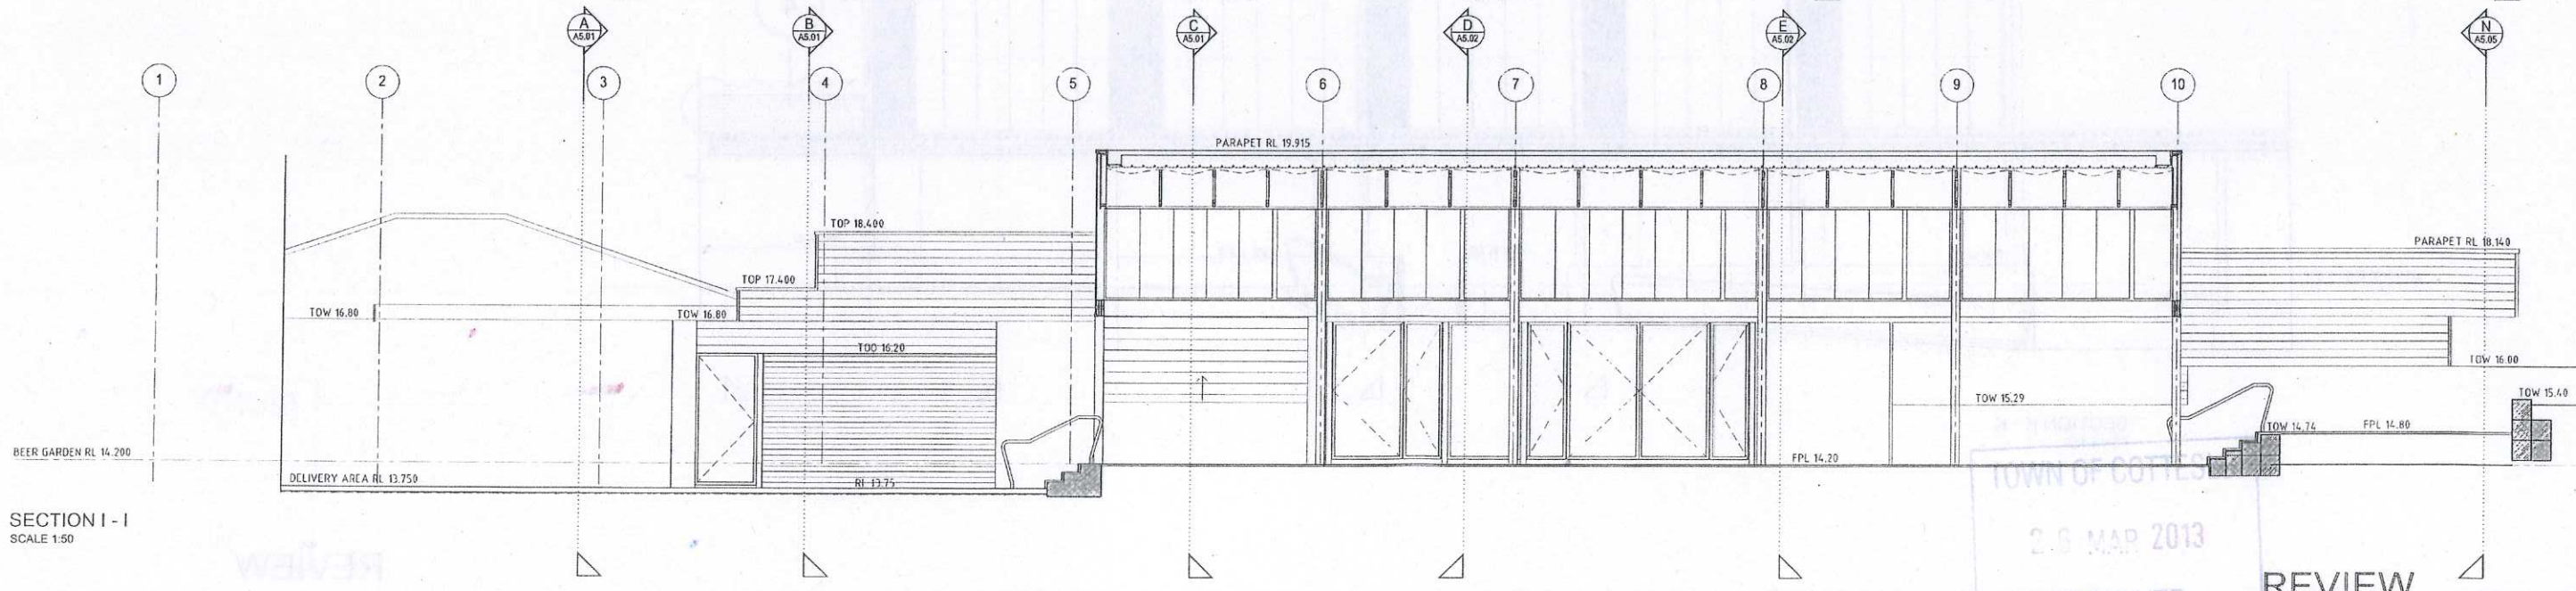 A
A5.01
B
A5.01
C
A5.01
D
A5.02
E
A5.02
N
A5.05
1
2
3
4
5
6
7
8
9
10
PARAPET RL 19.915
TOP 18.400
PARAPET RL 18.140
TOP 17.400
TOW 16.80
TOW 16.80
TOO 16.20
TOW 16.00
TOW 15.29
TOW 15.40
TOW 14.74
FPL 14.80
BEER GARDEN RL 14.200
FPL 14.20
DELIVERY AREA RL 13.750
RL 13.75
SECTION I - I
SCALE 1:50
TOWN OF COTTES
26 MAR 2013
REVIEW
REVIEW